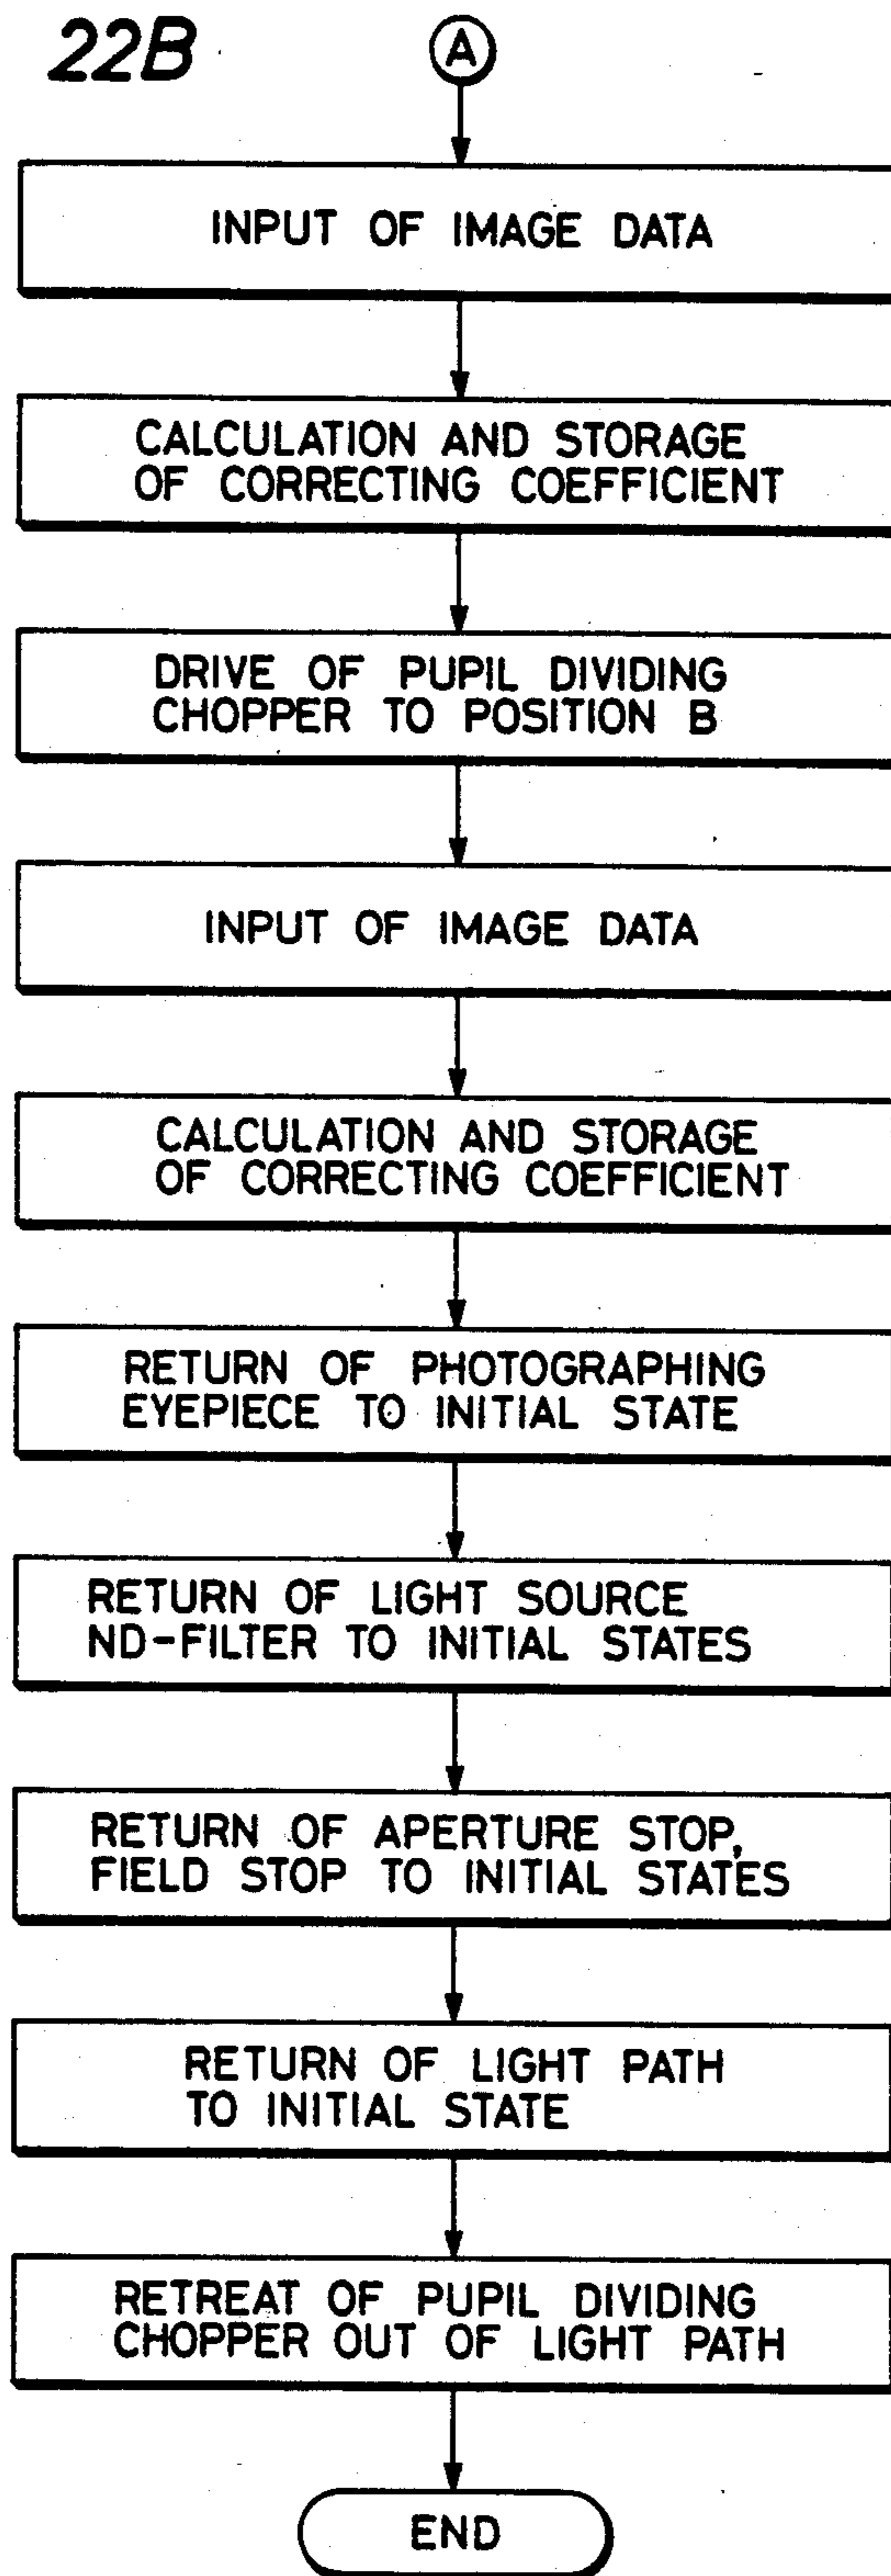 22B
A
INPUT OF IMAGE DATA
CALCULATION AND STORAGE
OF CORRECTING COEFFICIENT
DRIVE OF PUPIL DIVIDING
CHOPPER TO POSITION B
INPUT OF IMAGE DATA
CALCULATION AND STORAGE
OF CORRECTING COEFFICIENT
RETURN OF PHOTOGRAPHING
EYEPIECE TO INITIAL STATE
RETURN OF LIGHT SOURCE
ND-FILTER TO INITIAL STATES
RETURN OF APERTURE STOP,
FIELD STOP TO INITIAL STATES
RETURN OF LIGHT PATH
TO INITIAL STATE
RETREAT OF PUPIL DIVIDING
CHOPPER OUT OF LIGHT PATH
END